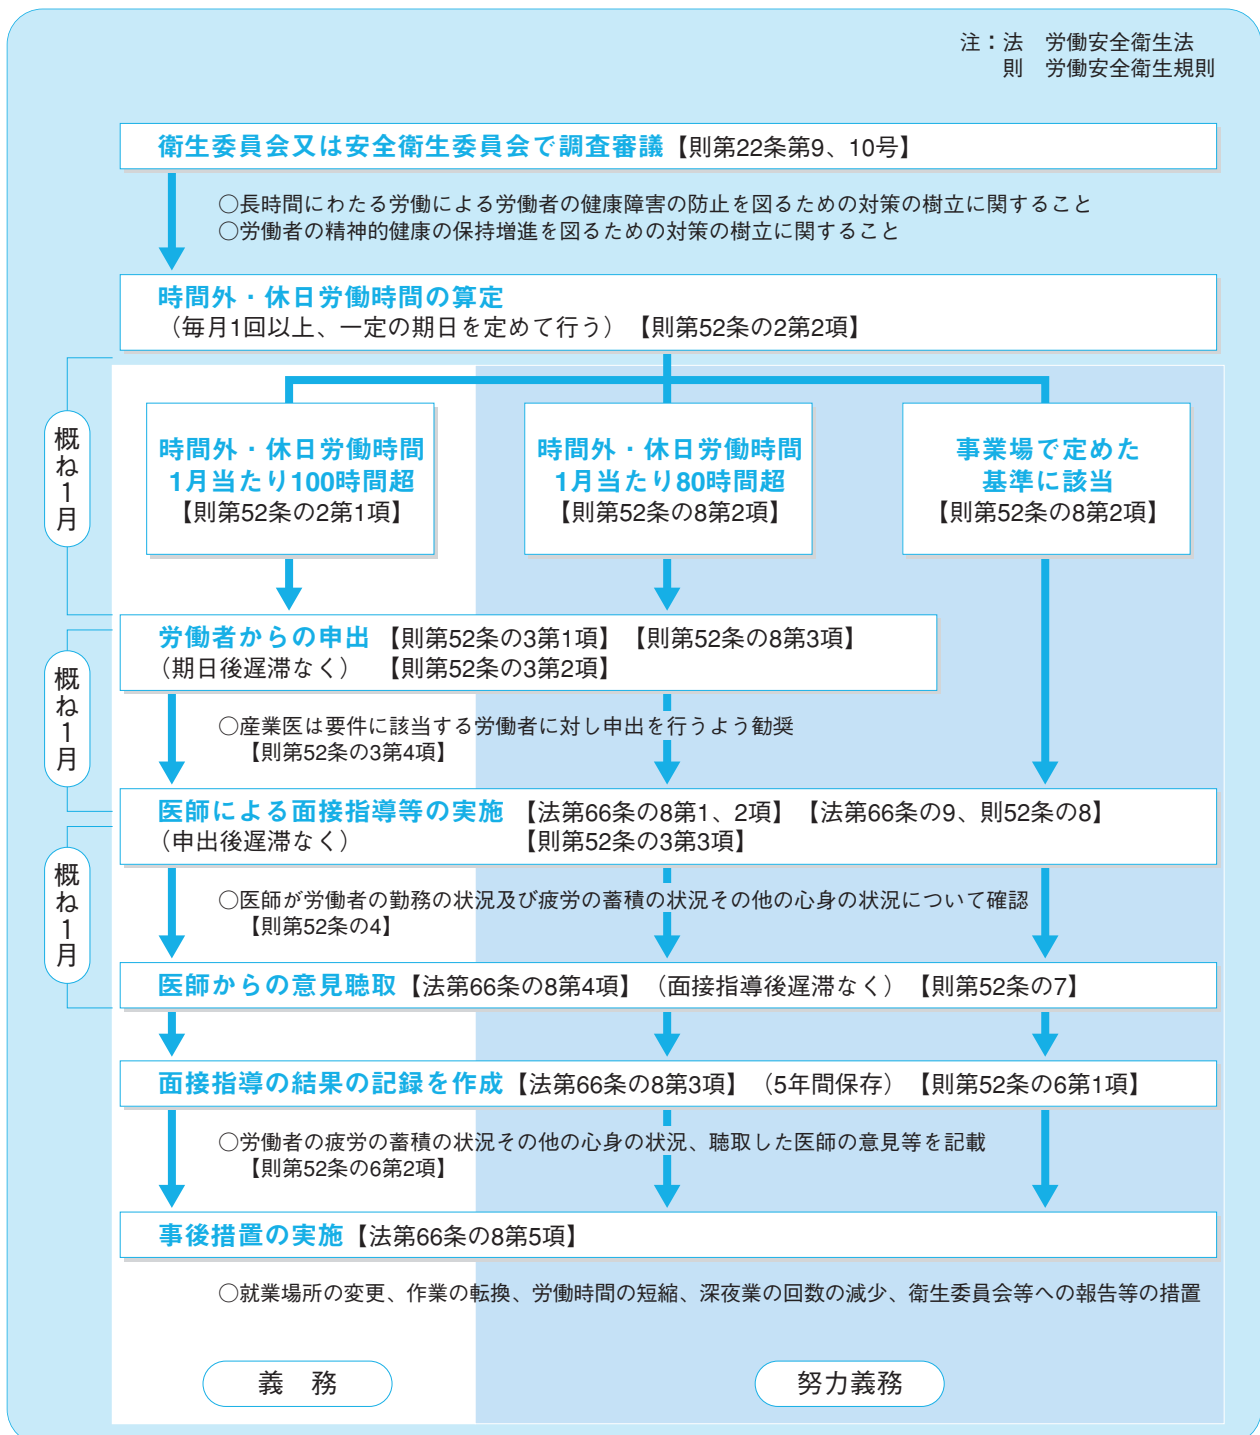 注：法　労働安全衛生法
則　労働安全衛生規則
衛生委員会又は安全衛生委員会で調査審議【則第22条第9、10号】
○長時間にわたる労働による労働者の健康障害の防止を図るための対策の樹立に関すること
○労働者の精神的健康の保持増進を図るための対策の樹立に関すること
時間外・休日労働時間の算定
（毎月1回以上、一定の期日を定めて行う）【則第52条の2第2項】
概ね1月
時間外・休日労働時間
1月当たり100時間超
【則第52条の2第1項】
時間外・休日労働時間
1月当たり80時間超
【則第52条の8第2項】
事業場で定めた
基準に該当
【則第52条の8第2項】
労働者からの申出【則第52条の3第1項】【則第52条の8第3項】
（期日後遅滞なく）【則第52条の3第2項】
概ね1月
○産業医は要件に該当する労働者に対し申出を行うよう勧奨
【則第52条の3第4項】
医師による面接指導等の実施【法第66条の8第1、2項】【法第66条の9、則52条の8】
（申出後遅滞なく）【則第52条の3第3項】
概ね1月
○医師が労働者の勤務の状況及び疲労の蓄積の状況その他の心身の状況について確認
【則第52条の4】
医師からの意見聴取【法第66条の8第4項】（面接指導後遅滞なく）【則第52条の7】
面接指導の結果の記録を作成【法第66条の8第3項】（5年間保存）【則第52条の6第1項】
○労働者の疲労の蓄積の状況その他の心身の状況、聴取した医師の意見等を記載
【則第52条の6第2項】
事後措置の実施【法第66条の8第5項】
○就業場所の変更、作業の転換、労働時間の短縮、深夜業の回数の減少、衛生委員会等への報告等の措置
義　務
努力義務